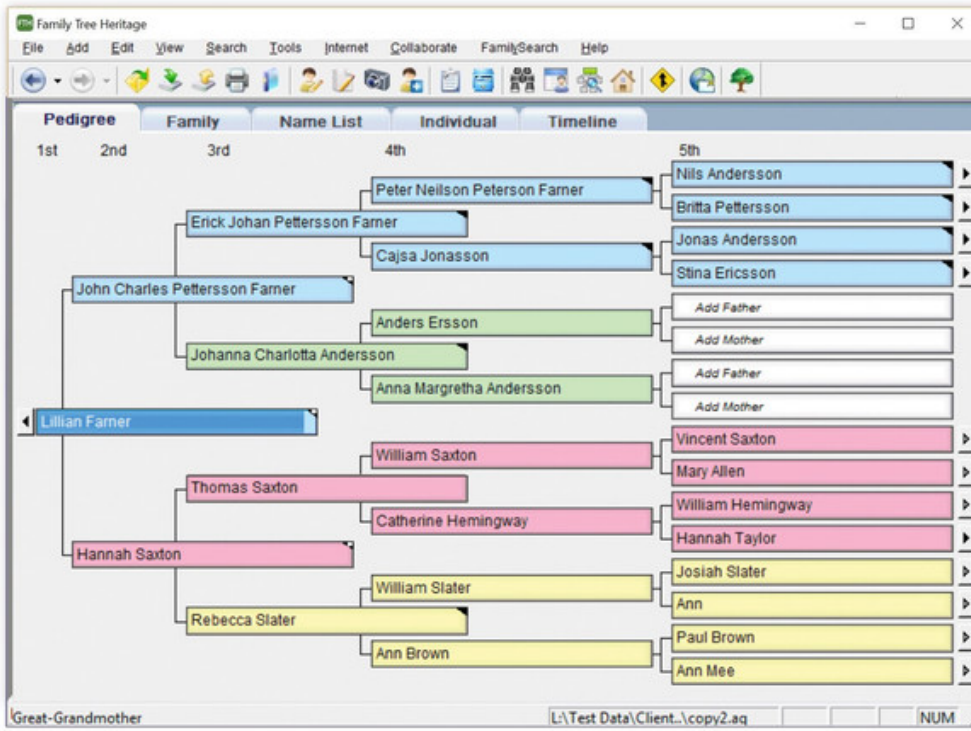 FTH Family Tree Heritage
File Add Edit View Search Tools Internet Collaborate FamilySearch Help
Pedigree Family Name List Individual Timeline
1st 2nd 3rd 4th 5th
Nils Andersson
Peter Neilson Peterson Farner
Britta Pettersson
Erick Johan Pettersson Farner
Jonas Andersson
Cajsa Jonasson
Stina Ericsson
John Charles Pettersson Farner
Add Father
Anders Ersson
Add Mother
Johanna Charlotta Andersson
Add Father
Anna Margretha Andersson
Add Mother
Lillian Farner
Vincent Saxton
William Saxton
Mary Allen
Thomas Saxton
William Hemingway
Catherine Hemingway
Hannah Taylor
Hannah Saxton
Josiah Slater
William Slater
Ann
Rebecca Slater
Paul Brown
Ann Brown
Ann Mee
Great-Grandmother L:\Test Data\Client..\copy2.aq NUM